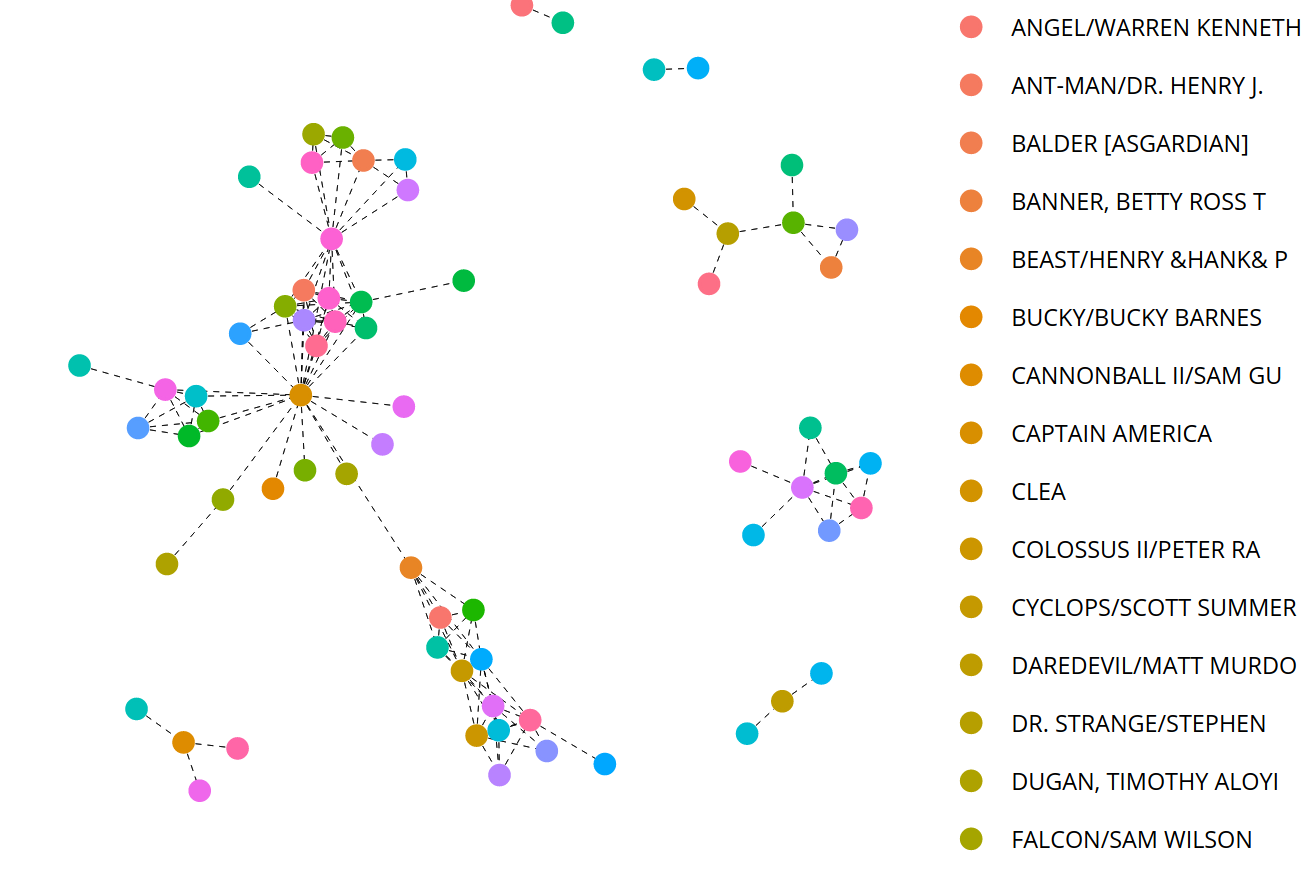 ANGEL/WARREN KENNETH
ANT-MAN/DR. HENRY J.
BALDER [ASGARDIAN]
BANNER, BETTY ROSS T
BEAST/HENRY &HANK& P
BUCKY/BUCKY BARNES
CANNONBALL II/SAM GU
CAPTAIN AMERICA
CLEA
COLOSSUS II/PETER RA
CYCLOPS/SCOTT SUMMER
DAREDEVIL/MATT MURDO
DR. STRANGE/STEPHEN
DUGAN, TIMOTHY ALOYI
FALCON/SAM WILSON